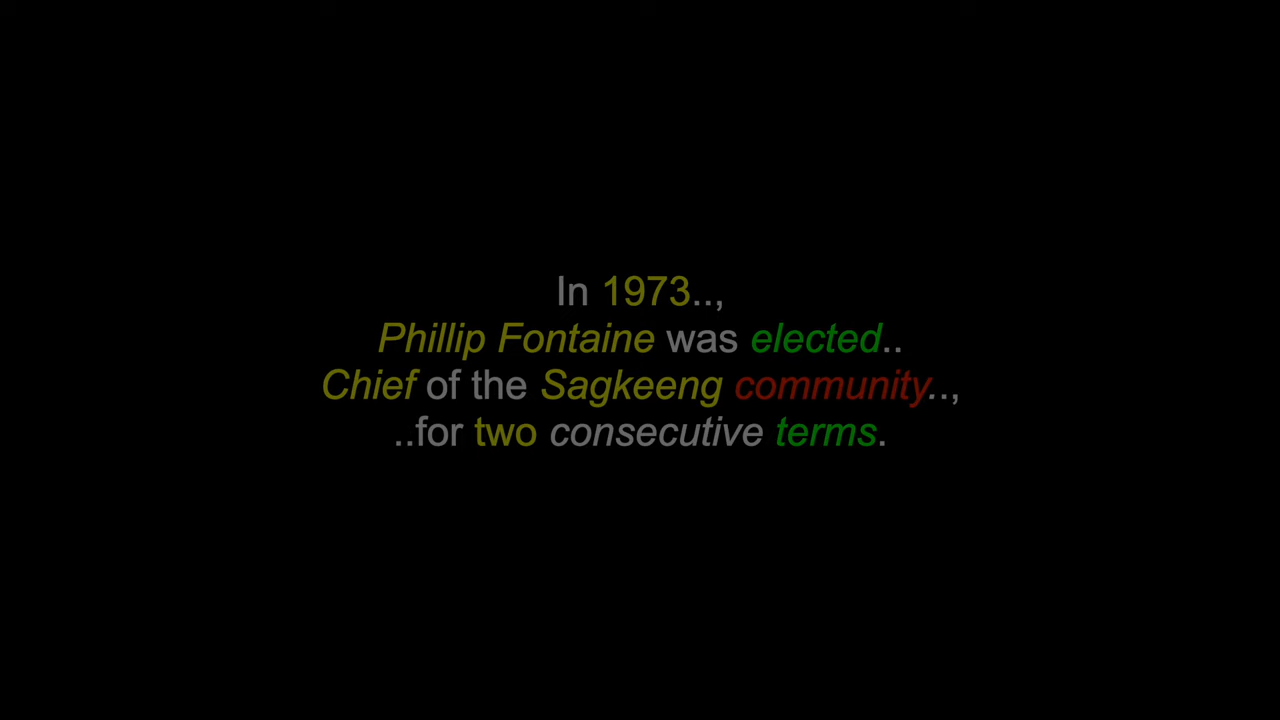 In 1973..,
Phillip Fontaine was elected..
Chief of the Sagkeeng community..,
..for two consecutive terms.